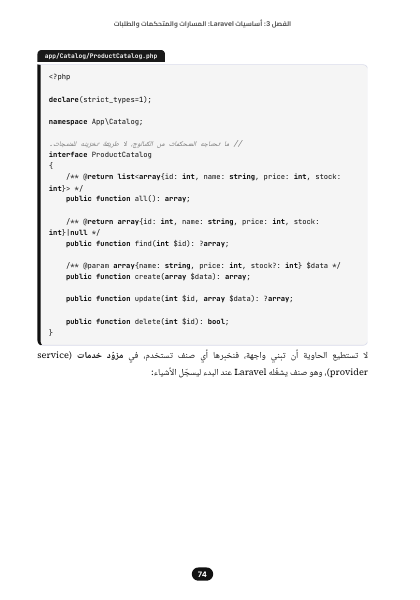 الفصل 3: أساسيات Laravel: المسارات والمتحكمات والطلبات
app/Catalog/ProductCatalog.php
<?php
declare(strict_types=1);
namespace App\Catalog;
// ما تحتاجه المتحكمات من الكتالوج، لا طريقة تخزينه للمنتجات.
interface ProductCatalog
{
/** @return list<array{id: int, name: string, price: int, stock:
int}> */
public function all(): array;
/** @return array{id: int, name: string, price: int, stock:
int}|null */
public function find(int $id): ?array;
/** @param array{name: string, price: int, stock?: int} $data */
public function create(array $data): array;
public function update(int $id, array $data): ?array;
public function delete(int $id): bool;
}
لا تستطيع الحاوية أن تبني واجهة، فنخبرها أي صنف تستخدم، في مزوّد خدمات (service
provider)، وهو صنف يشغّله Laravel عند البدء ليسجّل الأشياء:
74